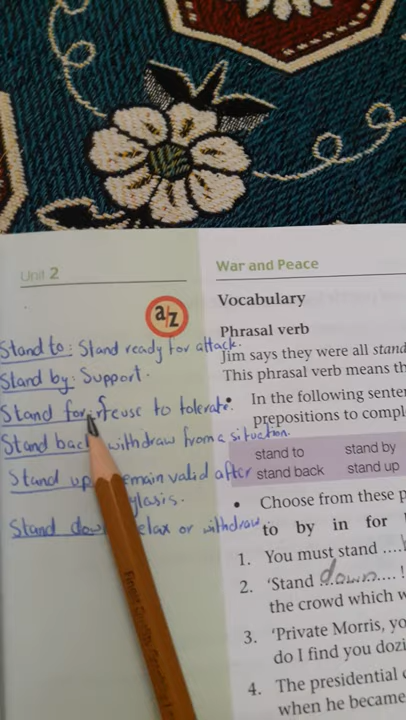 Unit 2
War and Peace
a/z
Vocabulary
Phrasal verb
Stand to: Stand ready for attack.
Jim says they were all stand
This phrasal verb means th
Stand by: Support.
Stand for: refuse to tolerate.
• In the following senten
prepositions to compl
Stand back withdraw from a situation.
stand to stand by
stand back stand up
Stand up remain valid after
• Choose from these p
to by in for
Stand down relax or withdraw
1. You must stand ....
2. 'Stand down....!
the crowd which w
3. 'Private Morris, yo
do I find you dozi
4. The presidential c
when he became